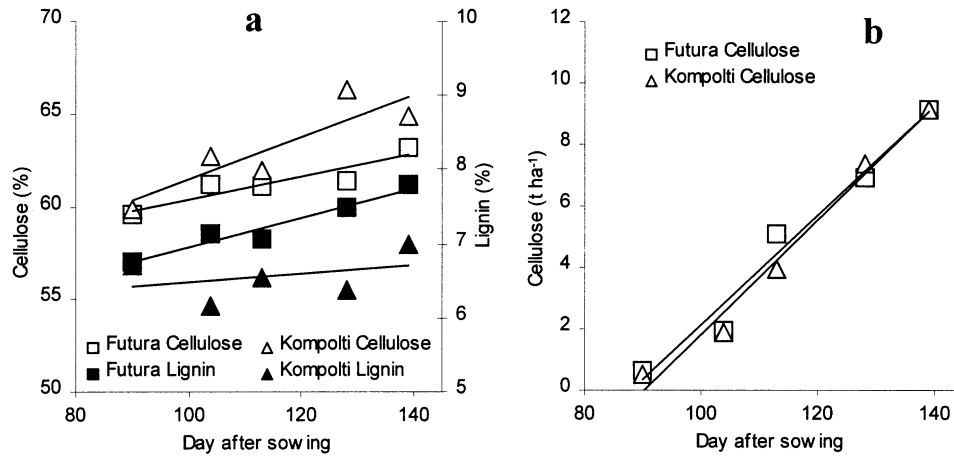 a
70
65
60
55
50
Cellulose (%)
10
9
8
7
6
5
Lignin (%)
Futura Cellulose
Kompolti Cellulose
Futura Lignin
Kompolti Lignin
80 100 120 140
Day after sowing
b
12
10
8
6
4
2
0
Cellulose (t ha-1)
Futura Cellulose
Kompolti Cellulose
80 100 120 140
Day after sowing